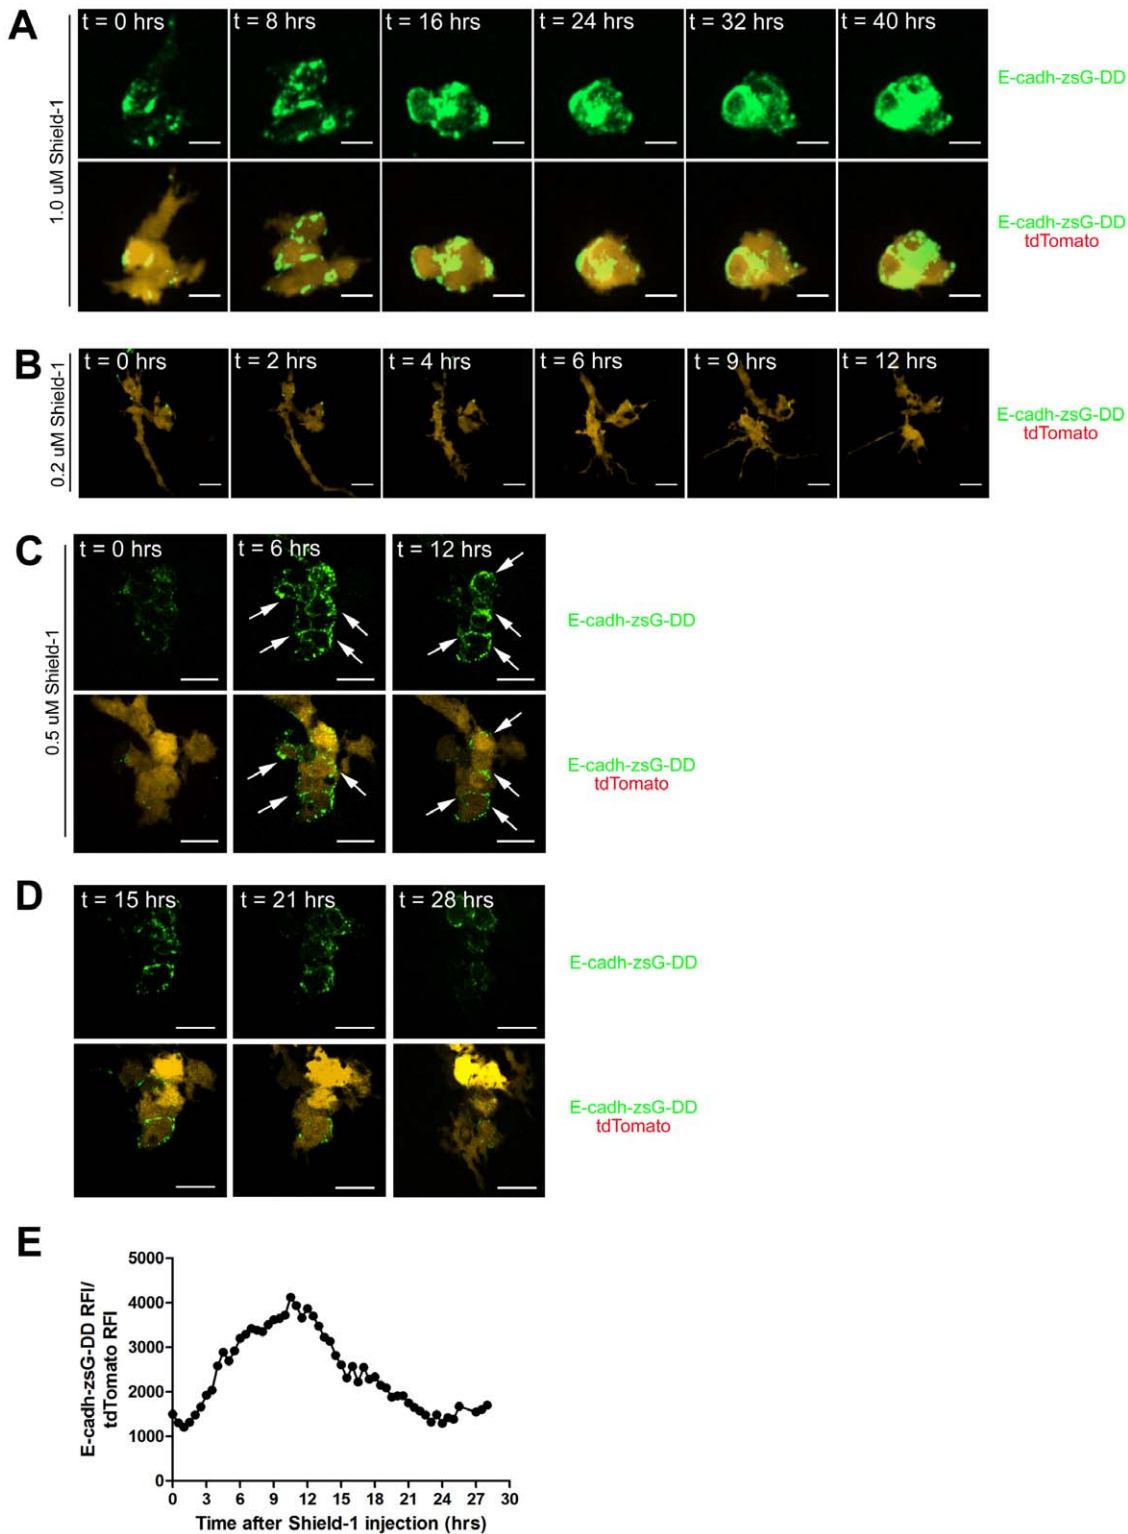 A
t = 0 hrs
t = 8 hrs
t = 16 hrs
t = 24 hrs
t = 32 hrs
t = 40 hrs
1.0 uM Shield-1
E-cadh-zsG-DD
E-cadh-zsG-DD
tdTomato
B
t = 0 hrs
t = 2 hrs
t = 4 hrs
t = 6 hrs
t = 9 hrs
t = 12 hrs
0.2 uM Shield-1
E-cadh-zsG-DD
tdTomato
C
t = 0 hrs
t = 6 hrs
t = 12 hrs
0.5 uM Shield-1
E-cadh-zsG-DD
E-cadh-zsG-DD
tdTomato
D
t = 15 hrs
t = 21 hrs
t = 28 hrs
E-cadh-zsG-DD
E-cadh-zsG-DD
tdTomato
E
E-cadh-zsG-DD RFI/
tdTomato RFI
5000
4000
3000
2000
1000
0
0 3 6 9 12 15 18 21 24 27 30
Time after Shield-1 injection (hrs)